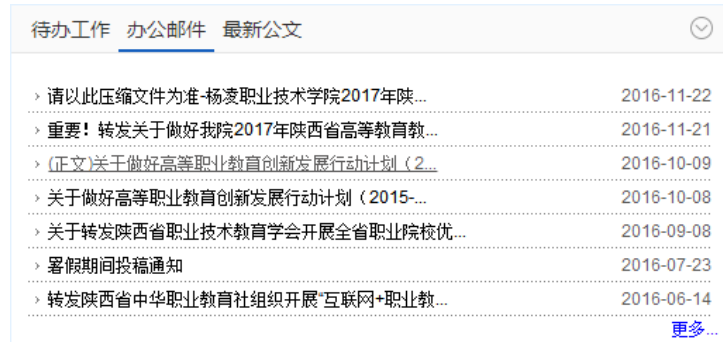 待办工作 办公邮件 最新公文
请以此压缩文件为准-杨凌职业技术学院2017年陕... 2016-11-22
重要！转发关于做好我院2017年陕西省高等教育教... 2016-11-21
(正文)关于做好高等职业教育创新发展行动计划（2... 2016-10-09
关于做好高等职业教育创新发展行动计划（2015-... 2016-10-08
关于转发陕西省职业技术教育学会开展全省职业院校优... 2016-09-08
署假期间投稿通知 2016-07-23
转发陕西省中华职业教育社组织开展“互联网+职业教... 2016-06-14
更多...